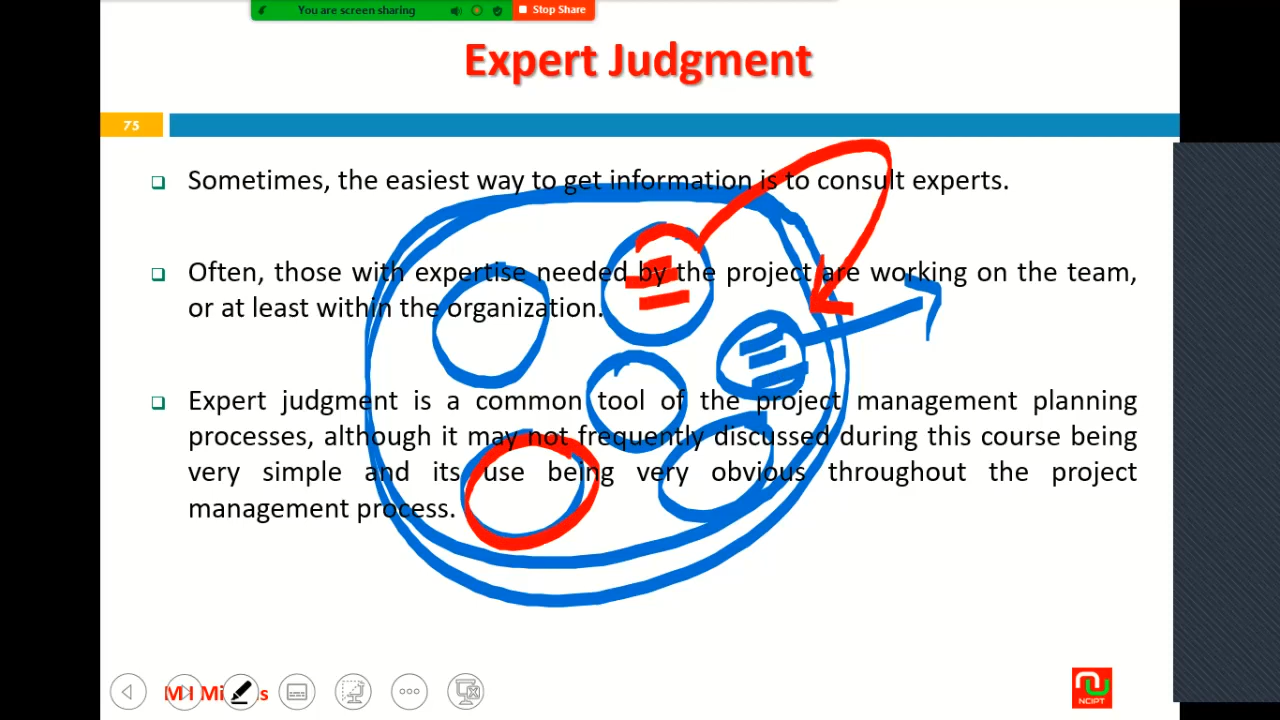 You are screen sharing
Stop Share
Expert Judgment
75
Sometimes, the easiest way to get information is to consult experts.
Often, those with expertise needed by the project are working on the team,
or at least within the organization.
Expert judgment is a common tool of the project management planning
processes, although it may not frequently discussed during this course being
very simple and its use being very obvious throughout the project
management process.
NCIPT